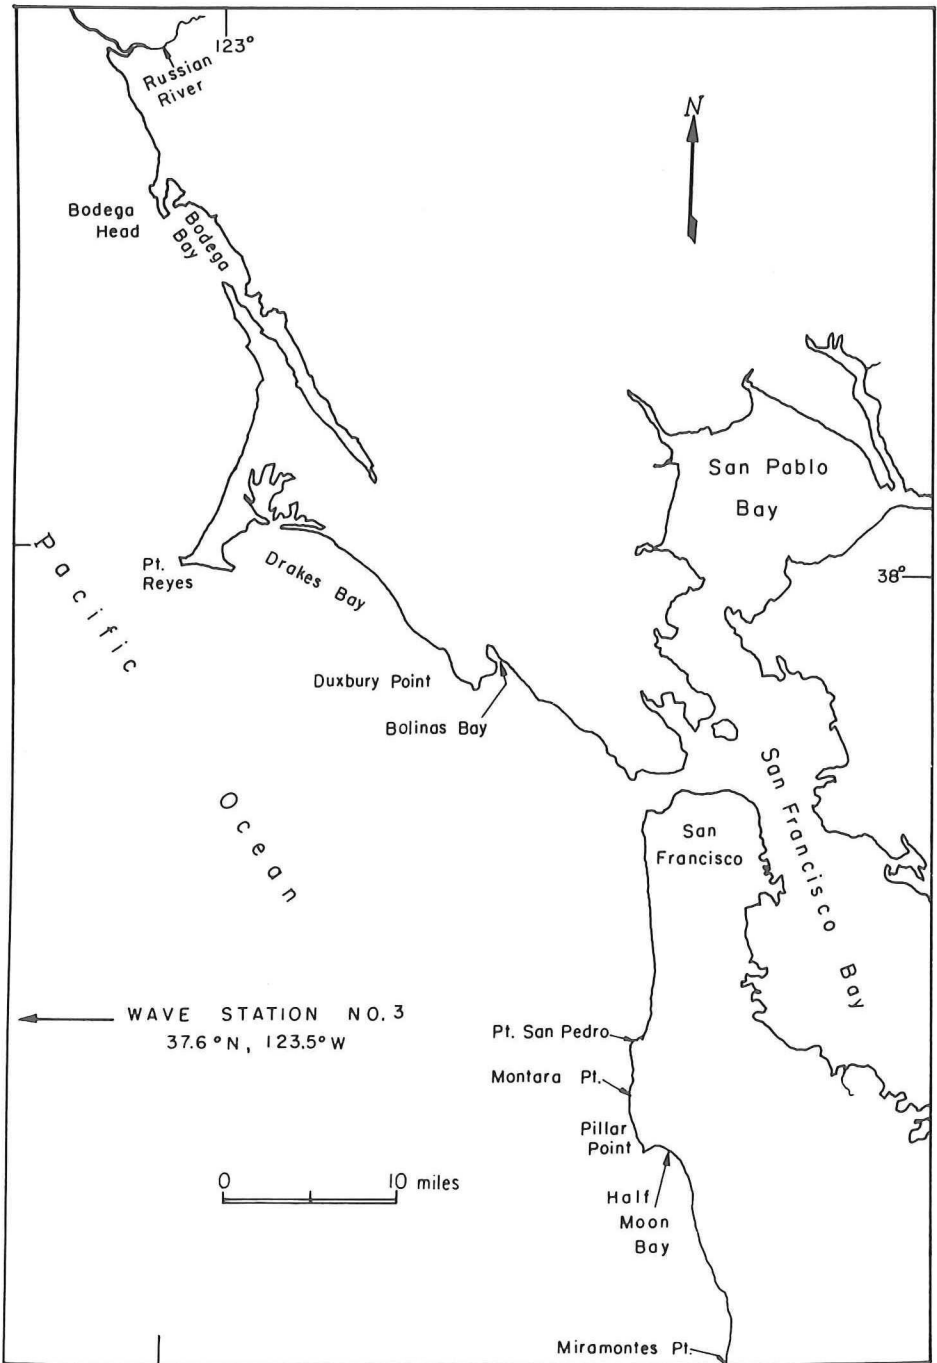 123°
Russian
River
N
Bodega
Head
Bodega
Bay
San Pablo
Bay
Pacific
Ocean
Pt.
Reyes
Drakes Bay
38°
Duxbury Point
Bolinas Bay
San Francisco Bay
San
Francisco
WAVE STATION NO. 3
37.6°N, 123.5°W
Pt. San Pedro
Montara Pt.
Pillar
Point
0 10 miles
Half
Moon
Bay
Miramontes Pt.